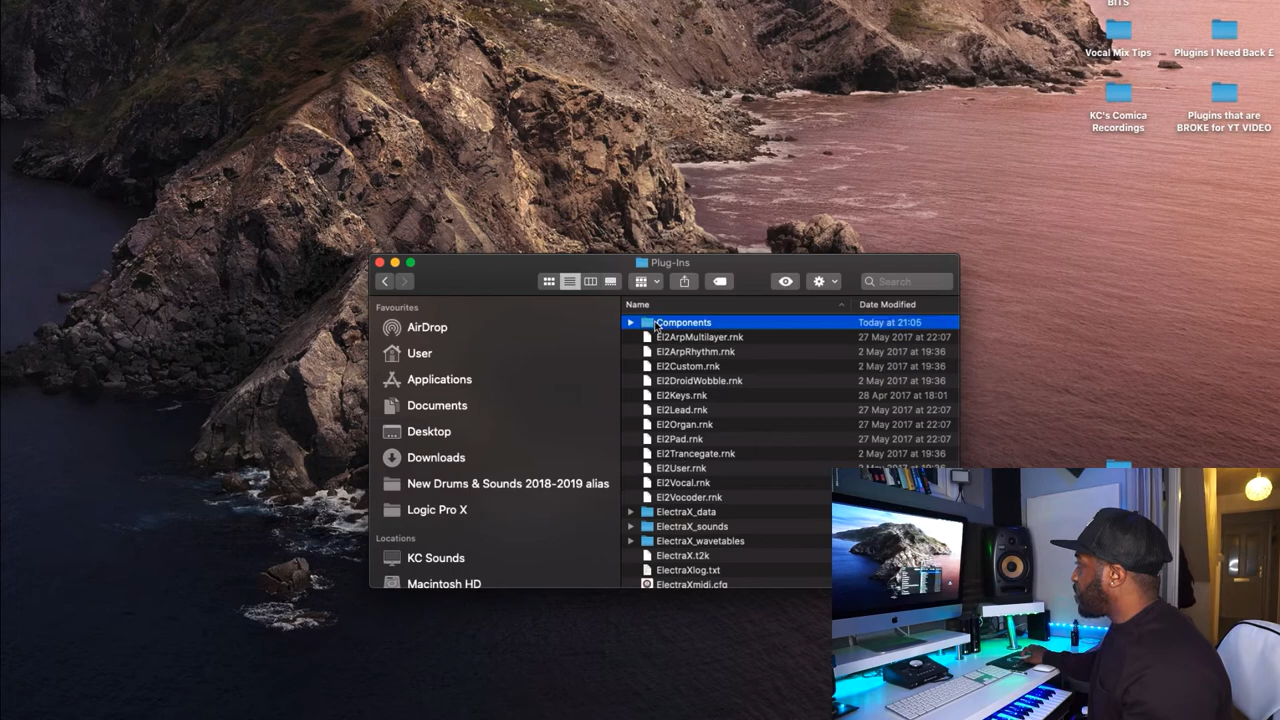 BITS
Vocal Mix Tips
Plugins I Need Back £
KC's Comica
Recordings
Plugins that are
BROKE for YT VIDEO
Plug-Ins
Search
Favourites
AirDrop
User
Applications
Documents
Desktop
Downloads
New Drums & Sounds 2018-2019 alias
Logic Pro X
Locations
KC Sounds
Macintosh HD
Name
Date Modified
Components
Today at 21:05
El2ArpMultilayer.rnk
27 May 2017 at 22:07
El2ArpRhythm.rnk
2 May 2017 at 19:36
El2Custom.rnk
2 May 2017 at 19:36
El2DroidWobble.rnk
2 May 2017 at 19:36
El2Keys.rnk
28 Apr 2017 at 18:01
El2Lead.rnk
27 May 2017 at 22:07
El2Organ.rnk
27 May 2017 at 22:07
El2Pad.rnk
27 May 2017 at 22:07
El2Trancegate.rnk
2 May 2017 at 19:36
El2User.rnk
27 May 2017 at 22:07
El2Vocal.rnk
El2Vocoder.rnk
ElectraX_data
ElectraX_sounds
ElectraX_wavetables
ElectraX.t2k
ElectraXlog.txt
ElectraXmidi.cfg